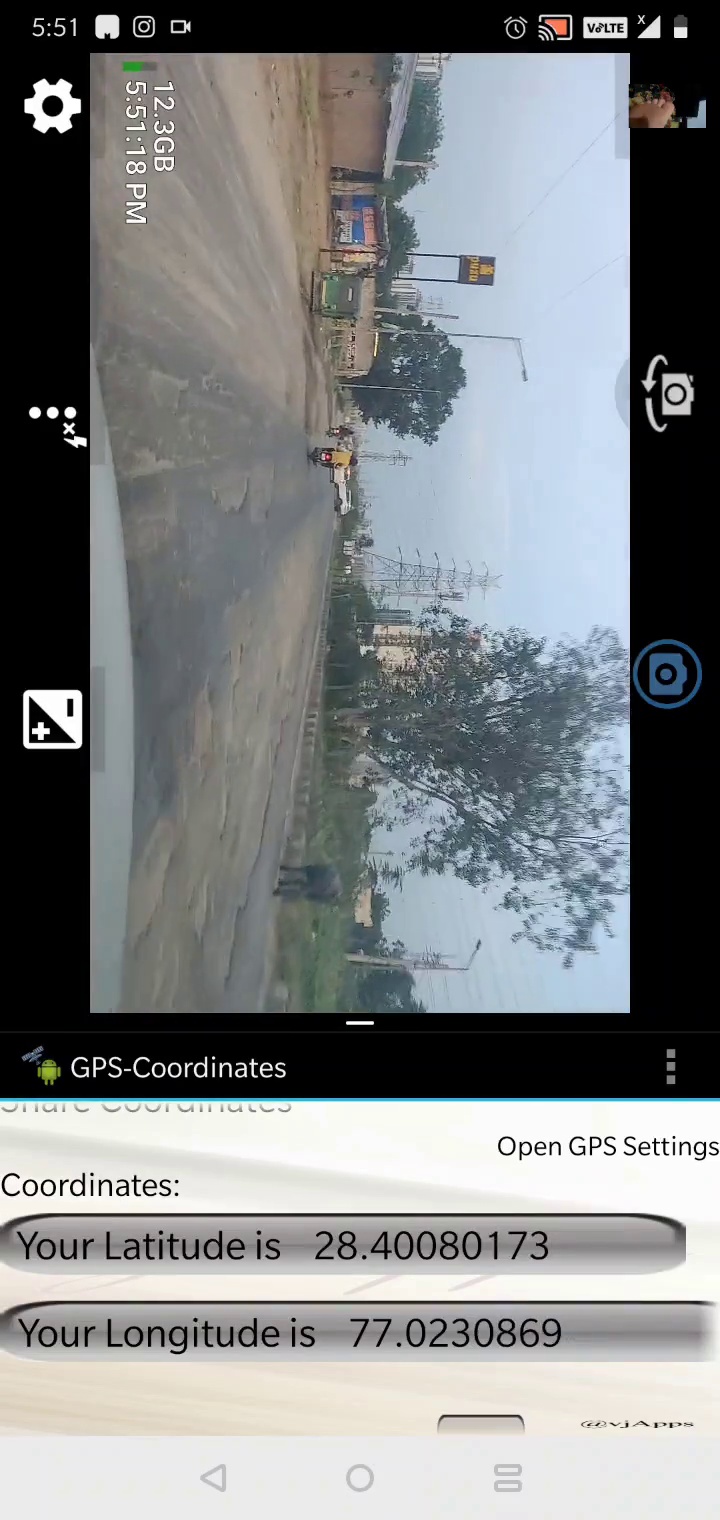 5:51
VoLTE
X
12.3GB
5:51:18 PM
GPS-Coordinates
Share Coordinates
Open GPS Settings
Coordinates:
Your Latitude is 28.40080173
Your Longitude is 77.0230869
@vjApps